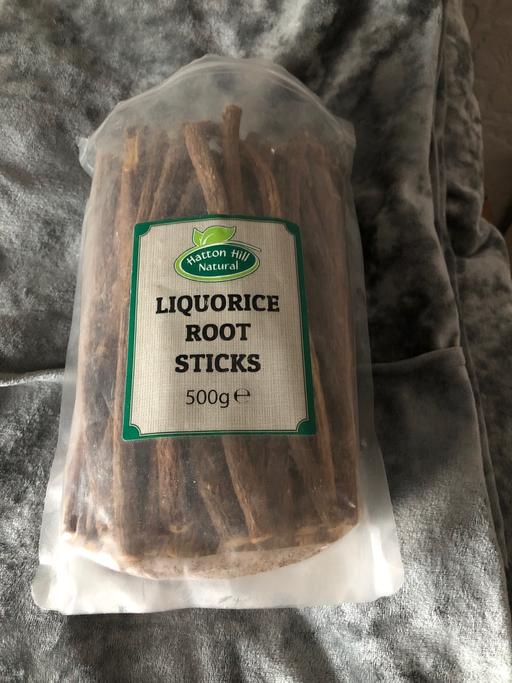 Hatton Hill
Natural
LIQUORICE
ROOT
STICKS
500g ℮